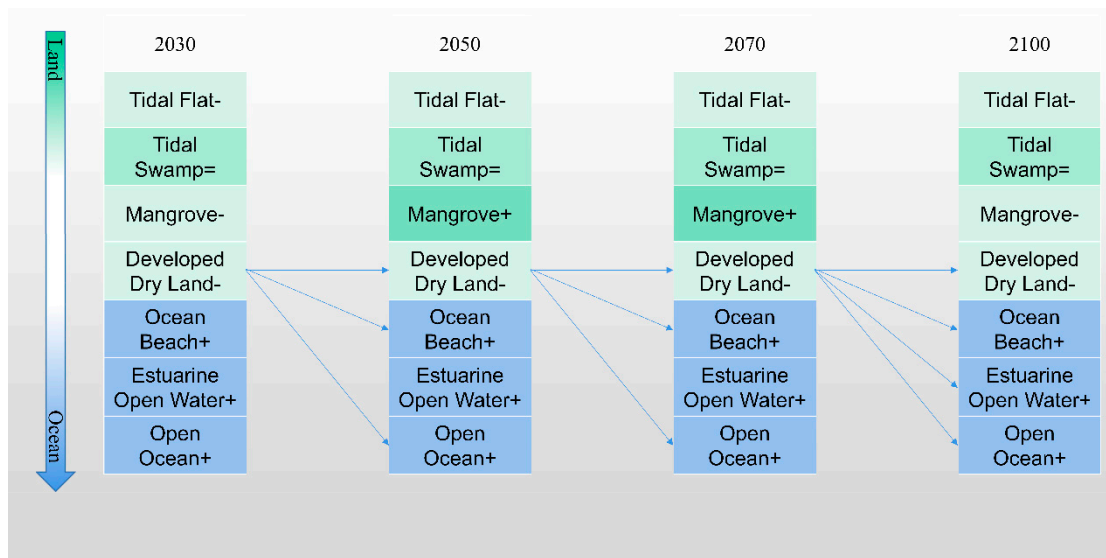 Land
Ocean
2030
Tidal Flat-
Tidal
Swamp=
Mangrove-
Developed
Dry Land-
Ocean
Beach+
Estuarine
Open Water+
Open
Ocean+
2050
Tidal Flat-
Tidal
Swamp=
Mangrove+
Developed
Dry Land-
Ocean
Beach+
Estuarine
Open Water+
Open
Ocean+
2070
Tidal Flat-
Tidal
Swamp=
Mangrove+
Developed
Dry Land-
Ocean
Beach+
Estuarine
Open Water+
Open
Ocean+
2100
Tidal Flat-
Tidal
Swamp=
Mangrove-
Developed
Dry Land-
Ocean
Beach+
Estuarine
Open Water+
Open
Ocean+